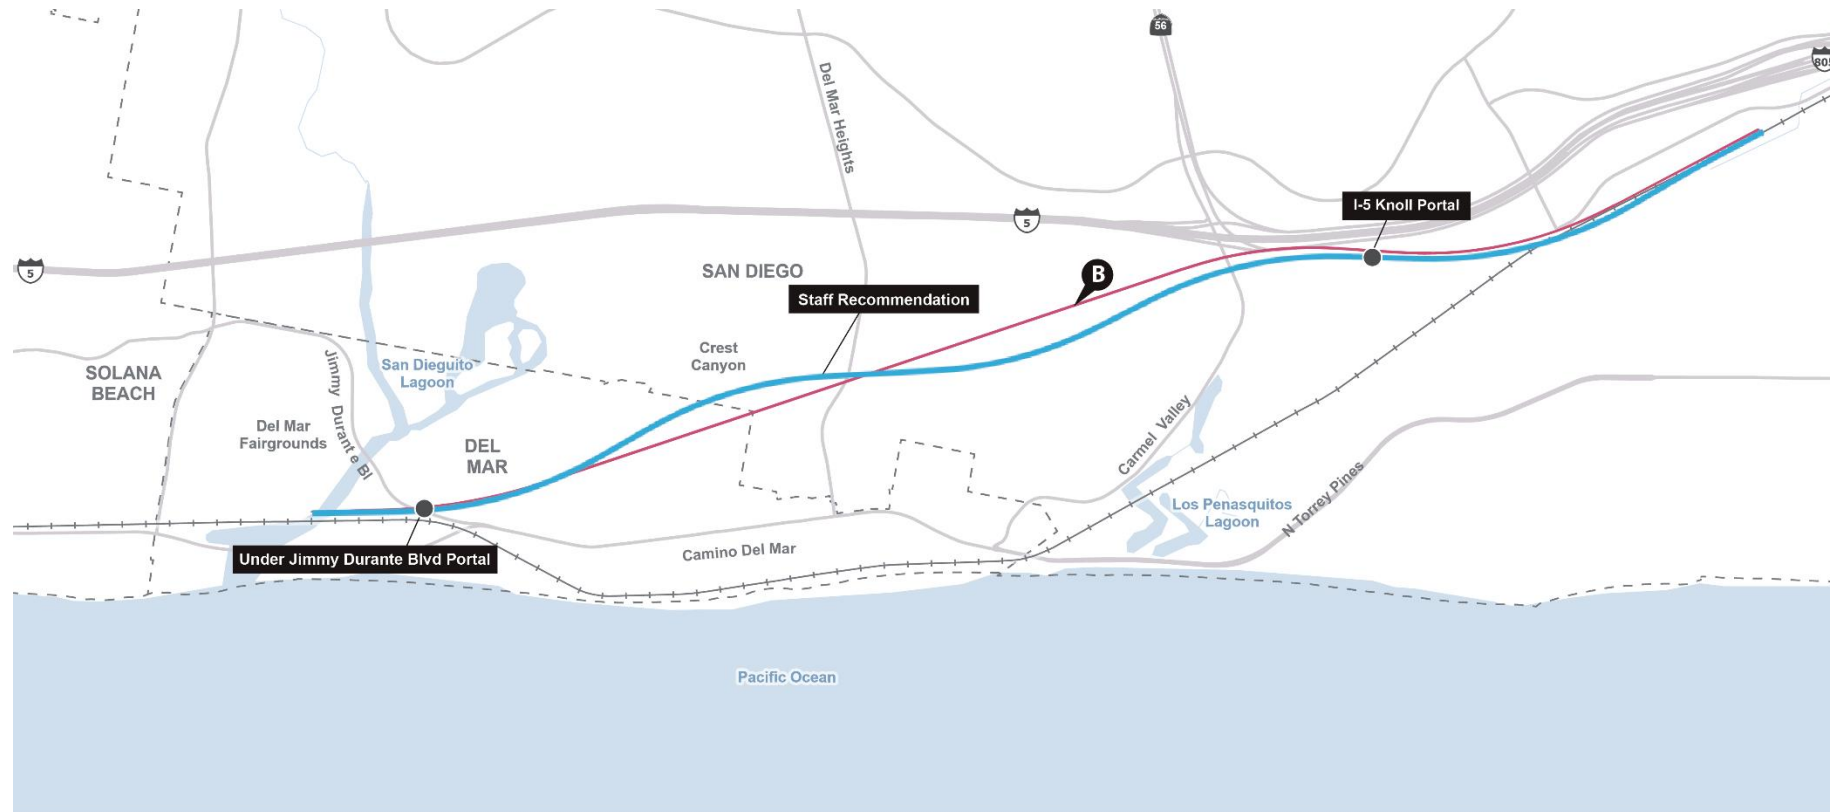 56
805
Del Mar Heights
I-5 Knoll Portal
5
5
SAN DIEGO
B
Staff Recommendation
Crest
Canyon
San Dieguito
Lagoon
SOLANA
BEACH
Jimmy Durante Bl
Del Mar
Fairgrounds
DEL
MAR
Carmel Valley
N Torrey Pines
Los Penasquitos
Lagoon
Under Jimmy Durante Blvd Portal
Camino Del Mar
Pacific Ocean